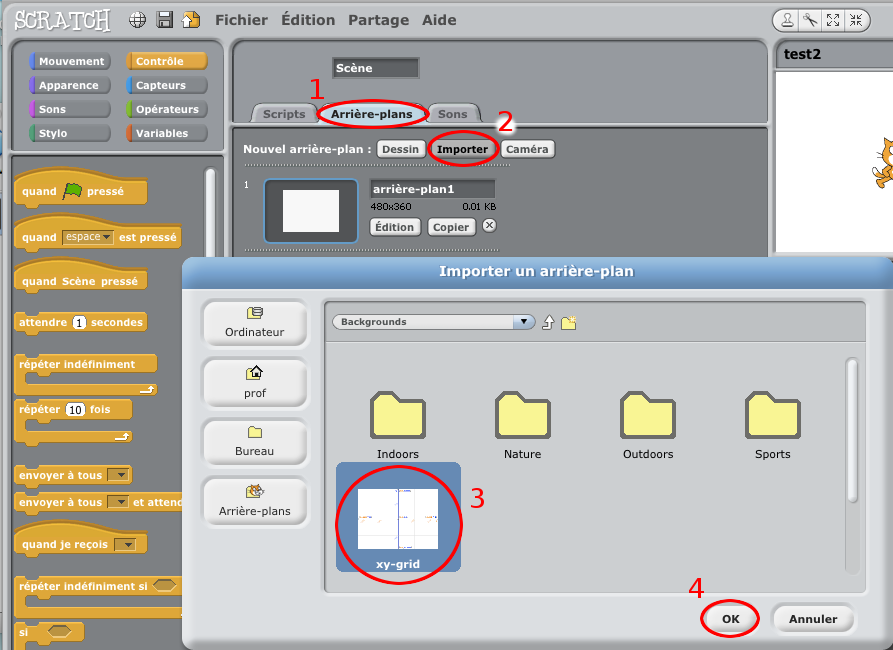 SCRATCH Fichier Édition Partage Aide
test2
Mouvement Contrôle
Apparence Capteurs
Sons Opérateurs
Stylo Variables
Scène
1
Scripts Arrière-plans Sons
2
Nouvel arrière-plan : Dessin Importer Caméra
1 arrière-plan1
480x360 0.01 KB
Édition Copier
quand pressé
quand espace est pressé
quand Scène pressé
attendre 1 secondes
répéter indéfiniment
répéter 10 fois
envoyer à tous
envoyer à tous et attend
quand je reçois
répéter indéfiniment si
si
Importer un arrière-plan
Ordinateur
prof
Bureau
Arrière-plans
Backgrounds
Indoors Nature Outdoors Sports
3
xy-grid
4
OK Annuler